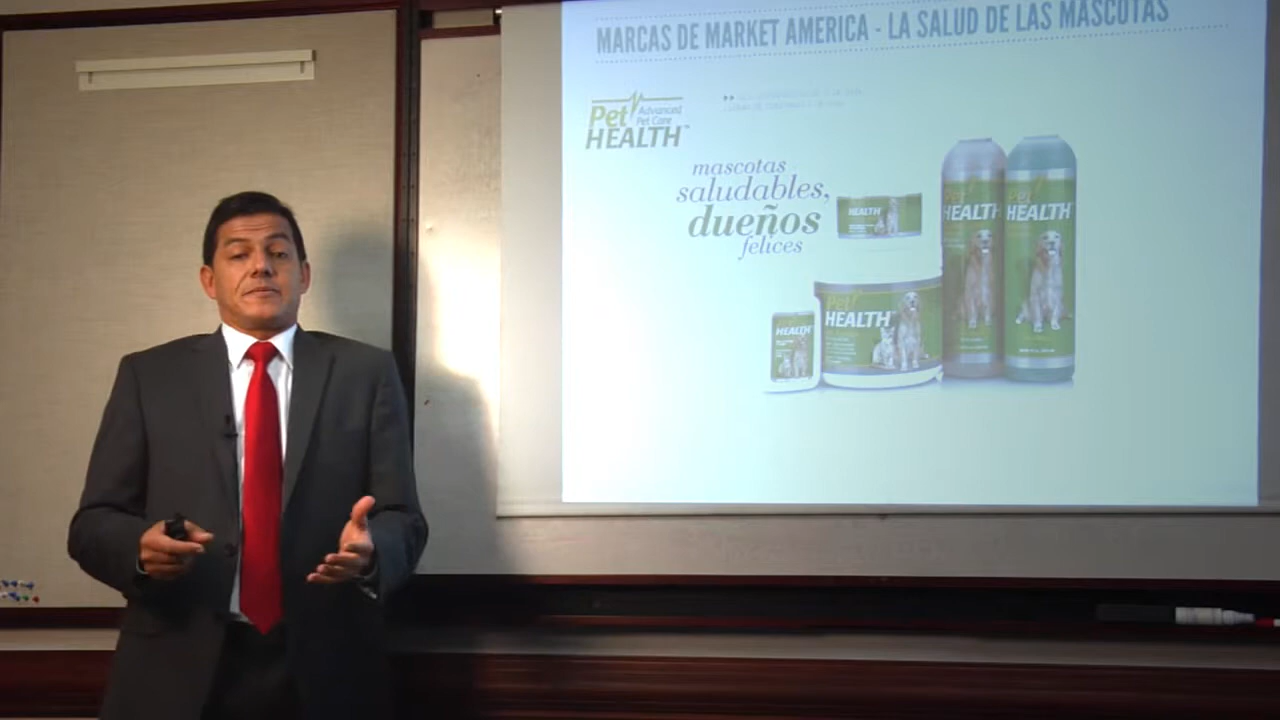 MARCAS DE MARKET AMERICA - LA SALUD DE LAS MASCOTAS
Pet Advanced
Pet Care
HEALTH™
mascotas
saludables,
dueños
felices
HEALTH
Pet
HEALTH
HEALTH
Pet
HEALTH
Pet
HEALTH